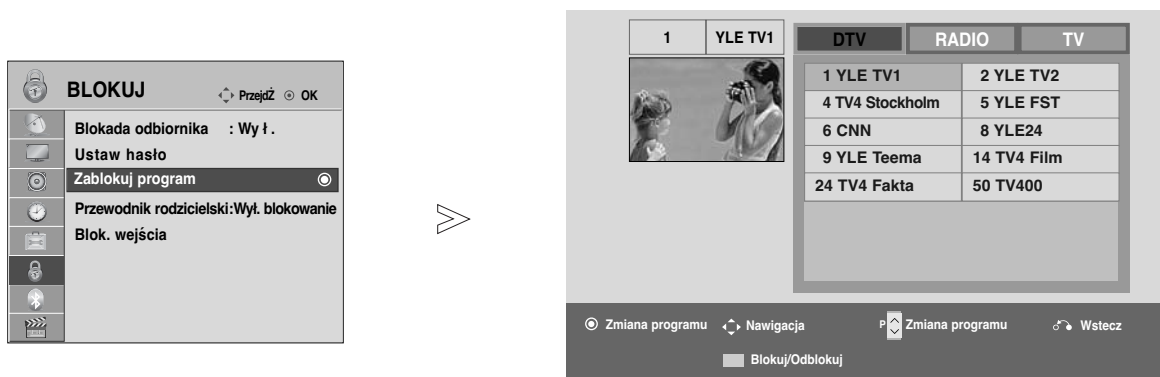 BLOKUJ
PrzejdŹ OK
Blokada odbiornika : Wy ł .
Ustaw hasło
Zablokuj program
Przewodnik rodzicielski:Wył. blokowanie
Blok. wejścia
1 YLE TV1
DTV RADIO TV
1 YLE TV1 2 YLE TV2
4 TV4 Stockholm 5 YLE FST
6 CNN 8 YLE24
9 YLE Teema 14 TV4 Film
24 TV4 Fakta 50 TV400
Zmiana programu Nawigacja P Zmiana programu Wstecz
Blokuj/Odblokuj